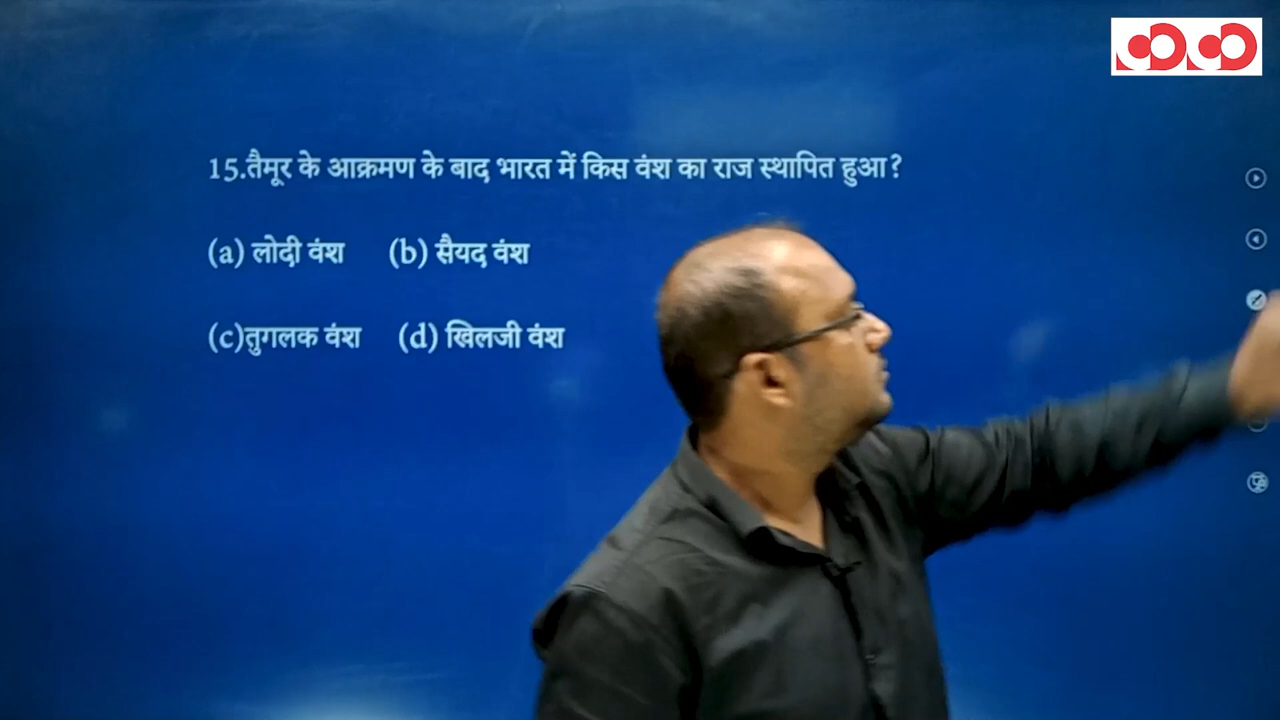 15.तैमूर के आक्रमण के बाद भारत में किस वंश का राज स्थापित हुआ?
(a) लोदी वंश (b) सैयद वंश
(c)तुगलक वंश (d) खिलजी वंश